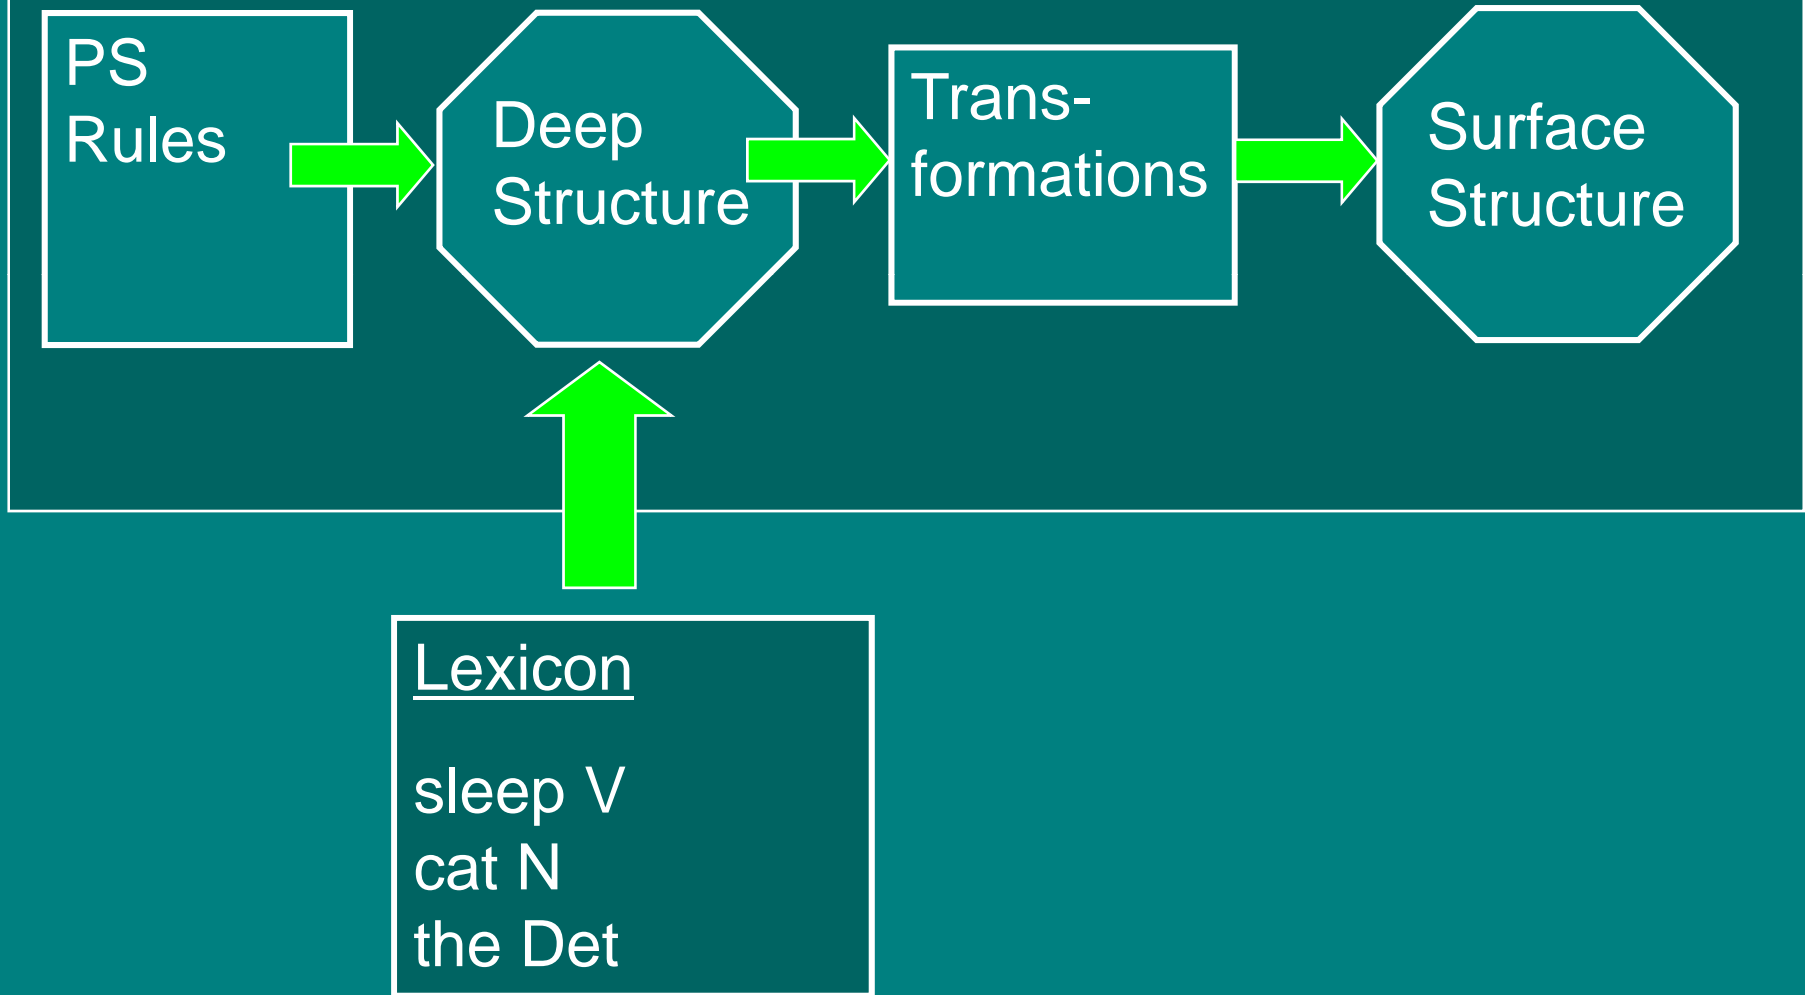 PS
Rules
Deep
Structure
Trans-
formations
Surface
Structure
Lexicon
sleep V
cat N
the Det